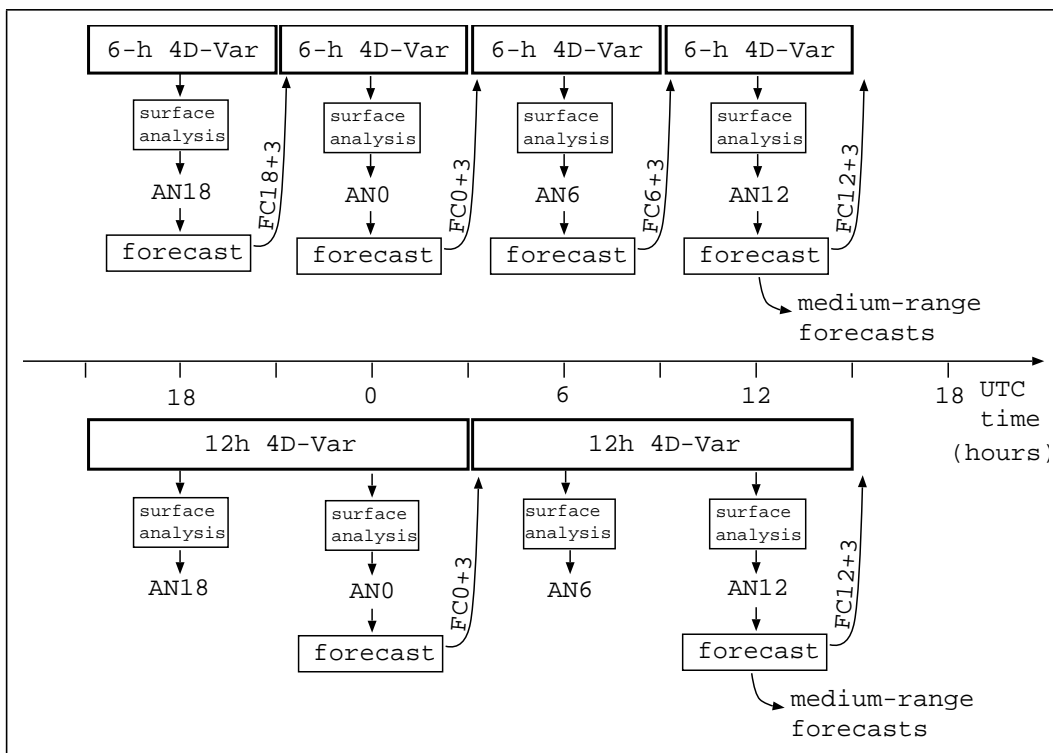 6-h 4D-Var 6-h 4D-Var 6-h 4D-Var 6-h 4D-Var
surface surface surface surface
analysis analysis analysis analysis
FC18+3 FC0+3 FC6+3 FC12+3
AN18 AN0 AN6 AN12
forecast forecast forecast forecast
medium-range
forecasts
18 0 6 12 18 UTC
time
(hours)
12h 4D-Var 12h 4D-Var
surface surface surface surface
analysis analysis analysis analysis
AN18 AN0 AN6 AN12
FC0+3 FC12+3
forecast forecast
medium-range
forecasts